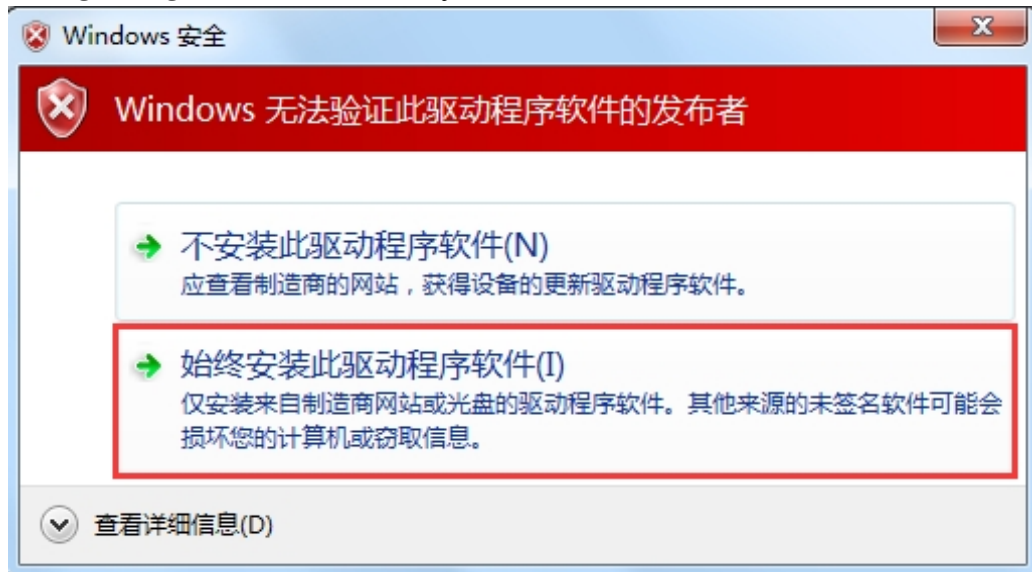 Windows 安全
Windows 无法验证此驱动程序软件的发布者
不安装此驱动程序软件(N)
应查看制造商的网站，获得设备的更新驱动程序软件。
始终安装此驱动程序软件(I)
仅安装来自制造商网站或光盘的驱动程序软件。其他来源的未签名软件可能会
损坏您的计算机或窃取信息。
查看详细信息(D)